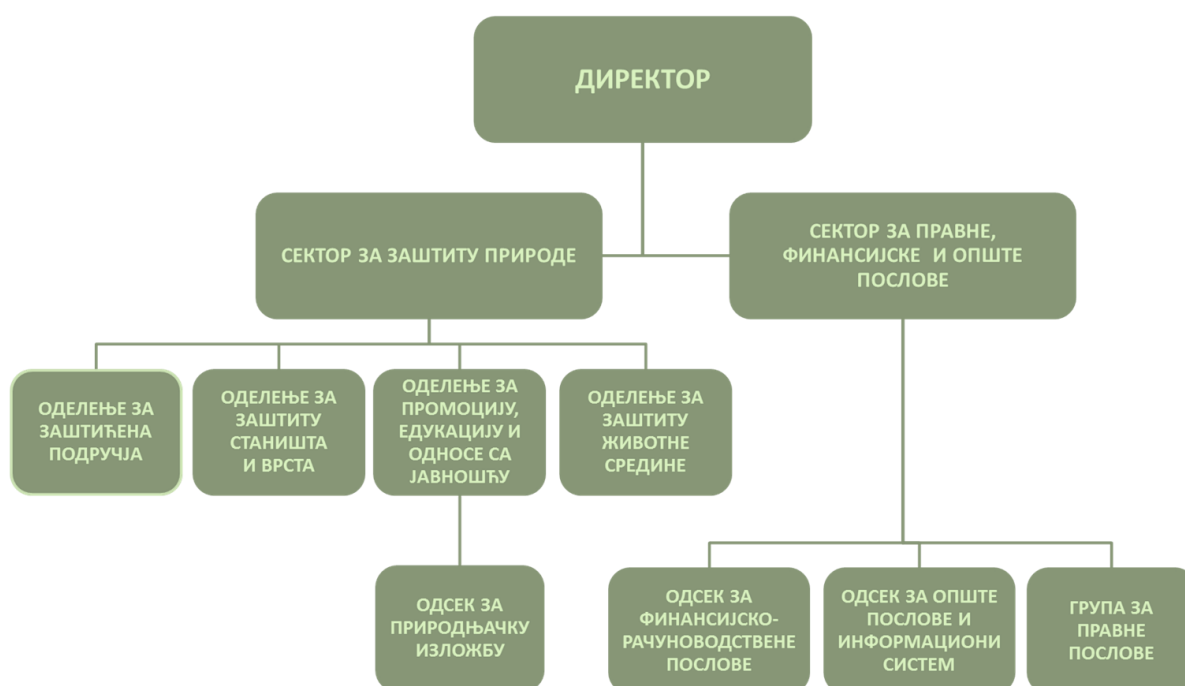 ДИРЕКТОР
СЕКТОР ЗА ЗАШТИТУ ПРИРОДЕ
СЕКТОР ЗА ПРАВНЕ,
ФИНАНСИЈСКЕ И ОПШТЕ
ПОСЛОВЕ
ОДЕЛЕЊЕ ЗА
ЗАШТИЋЕНА
ПОДРУЧЈА
ОДЕЛЕЊЕ ЗА
ЗАШТИТУ
СТАНИШТА
И ВРСТА
ОДЕЛЕЊЕ ЗА
ПРОМОЦИЈУ,
ЕДУКАЦИЈУ И
ОДНОСЕ СА
ЈАВНОШЋУ
ОДЕЛЕЊЕ ЗА
ЗАШТИТУ
ЖИВОТНЕ
СРЕДИНЕ
ОДСЕК ЗА
ПРИРОДЊАЧКУ
ИЗЛОЖБУ
ОДСЕК ЗА
ФИНАНСИЈСКО-
РАЧУНОВОДСТВЕНЕ
ПОСЛОВЕ
ОДСЕК ЗА ОПШТЕ
ПОСЛОВЕ И
ИНФОРМАЦИОНИ
СИСТЕМ
ГРУПА ЗА
ПРАВНЕ
ПОСЛОВЕ